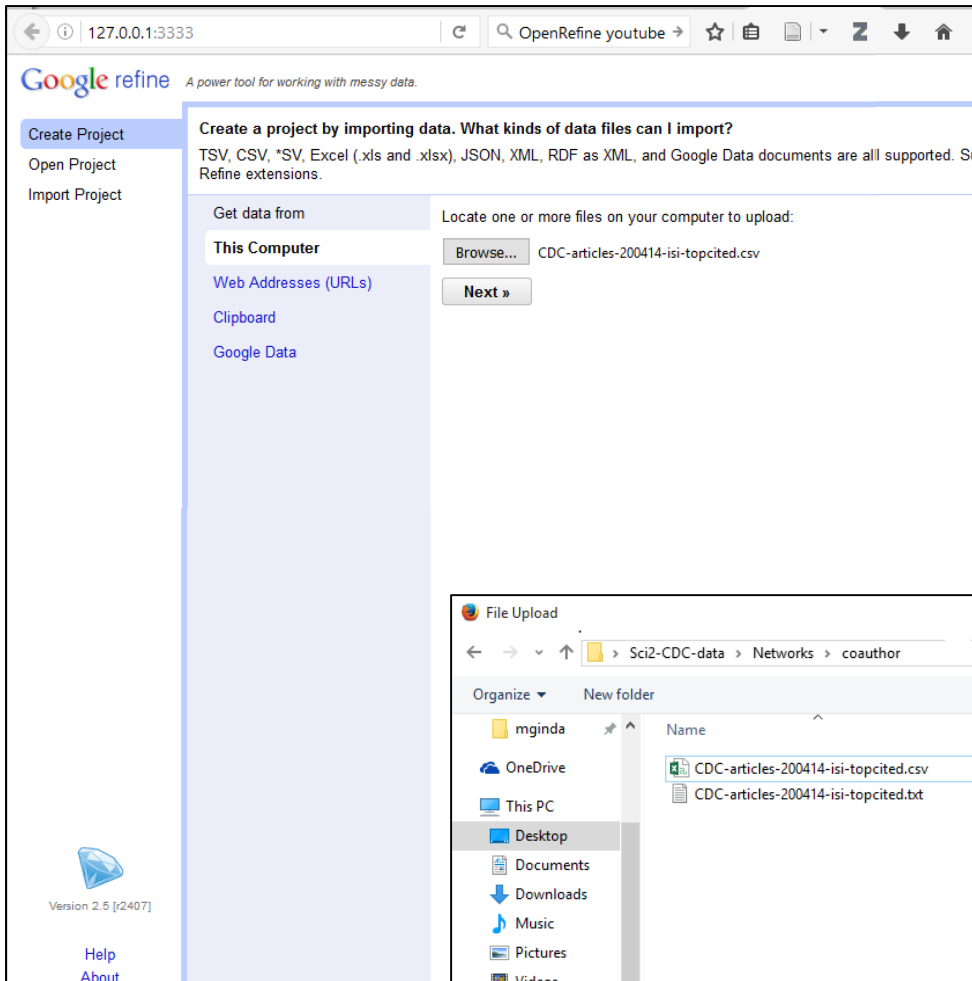 127.0.0.1:3333
OpenRefine youtube
Z
Google refine A power tool for working with messy data.
Create Project
Open Project
Import Project
Create a project by importing data. What kinds of data files can I import?
TSV, CSV, *SV, Excel (.xls and .xlsx), JSON, XML, RDF as XML, and Google Data documents are all supported. S
Refine extensions.
Get data from
This Computer
Web Addresses (URLs)
Clipboard
Google Data
Locate one or more files on your computer to upload:
Browse... CDC-articles-200414-isi-topcited.csv
Next »
File Upload
Sci2-CDC-data > Networks > coauthor
Organize New folder
mginda
OneDrive
This PC
Desktop
Documents
Downloads
Music
Pictures
Videos
Name
CDC-articles-200414-isi-topcited.csv
CDC-articles-200414-isi-topcited.txt
Version 2.5 [r2407]
Help
About